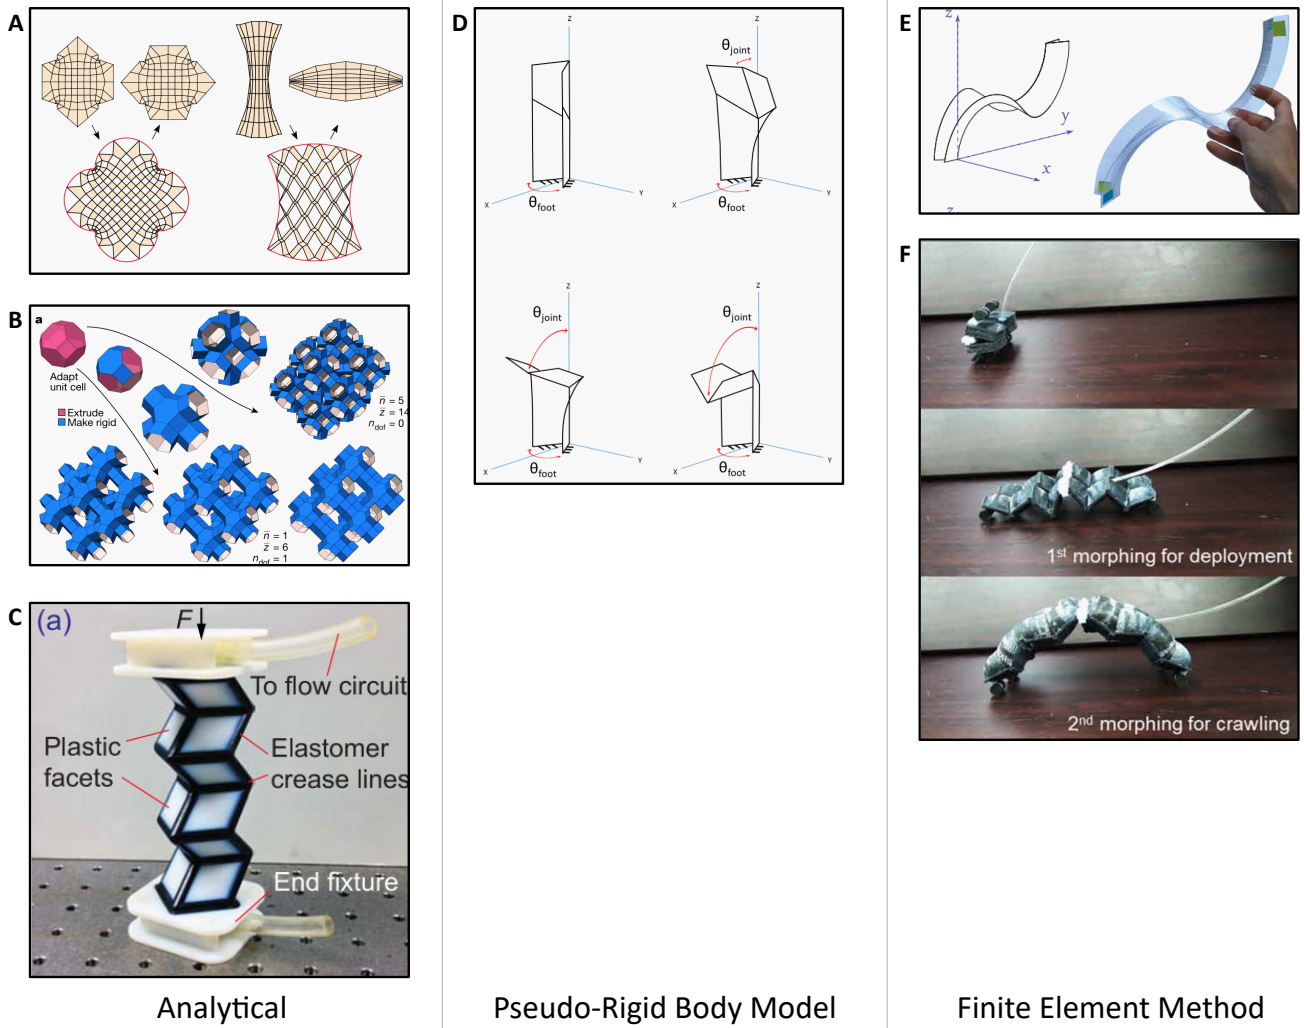 A
B
a
Adapt
unit cell
Extrude
Make rigid
n̅ = 5
z̅ = 14
n_dof = 0
n̅ = 1
z̅ = 6
n_dof = 1
C
(a)
F
To flow circuit
Plastic
facets
Elastomer
crease lines
End fixture
Analytical
D
Z
X
Y
θfoot
Z
θjoint
X
Y
θfoot
Z
θjoint
X
Y
θfoot
Z
θjoint
X
Y
θfoot
Pseudo-Rigid Body Model
E
z
y
x
z
F
1st morphing for deployment
2nd morphing for crawling
Finite Element Method